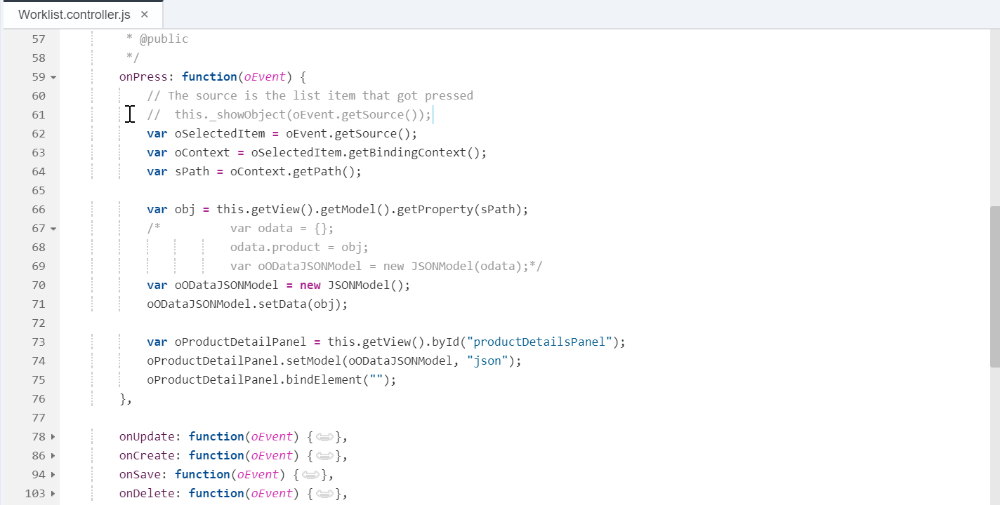 Worklist.controller.js ×
57 * @public
58 */
59 onPress: function(oEvent) {
60 // The source is the list item that got pressed
61 // this._showObject(oEvent.getSource());
62 var oSelectedItem = oEvent.getSource();
63 var oContext = oSelectedItem.getBindingContext();
64 var sPath = oContext.getPath();
65
66 var obj = this.getView().getModel().getProperty(sPath);
67 /* var odata = {};
68 odata.product = obj;
69 var oODataJSONModel = new JSONModel(odata);*/
70 var oODataJSONModel = new JSONModel();
71 oODataJSONModel.setData(obj);
72
73 var oProductDetailPanel = this.getView().byId("productDetailsPanel");
74 oProductDetailPanel.setModel(oODataJSONModel, "json");
75 oProductDetailPanel.bindElement("");
76 },
77
78 onUpdate: function(oEvent) {},
86 onCreate: function(oEvent) {},
94 onSave: function(oEvent) {},
103 onDelete: function(oEvent) {},